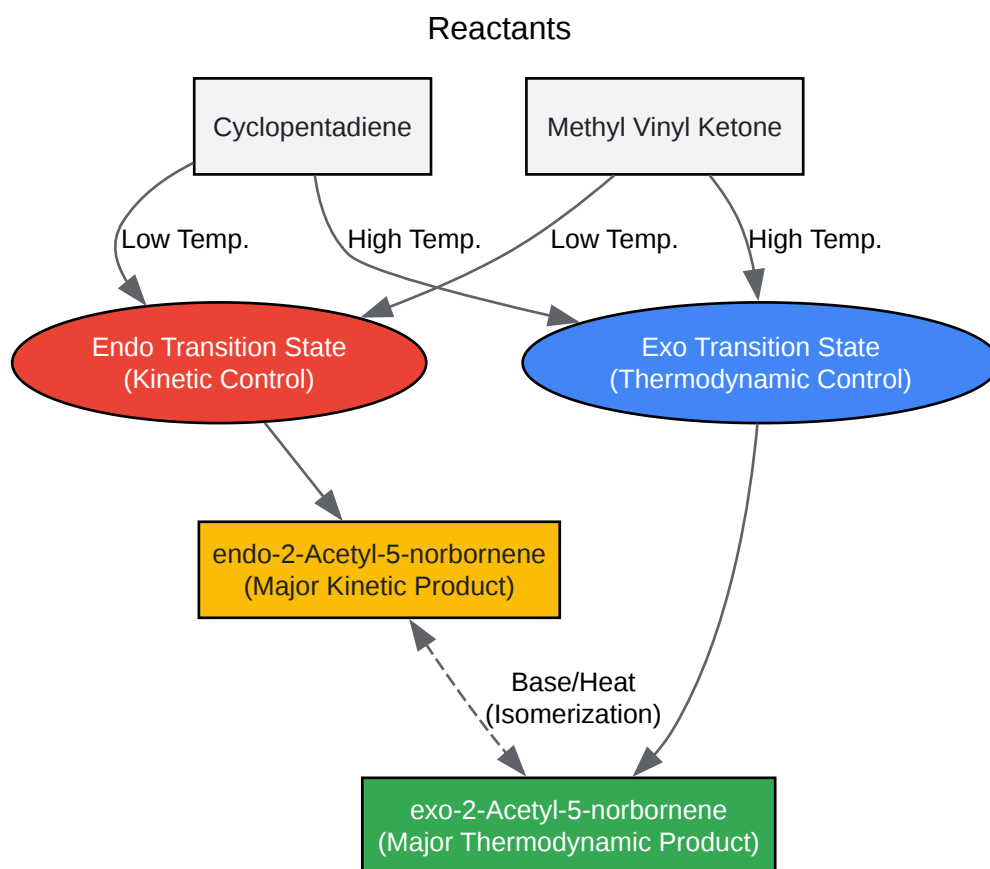 Reactants
Cyclopentadiene
Methyl Vinyl Ketone
Low Temp.
High Temp.
Low Temp.
High Temp.
Endo Transition State
(Kinetic Control)
Exo Transition State
(Thermodynamic Control)
endo-2-Acetyl-5-norbornene
(Major Kinetic Product)
Base/Heat
(Isomerization)
exo-2-Acetyl-5-norbornene
(Major Thermodynamic Product)